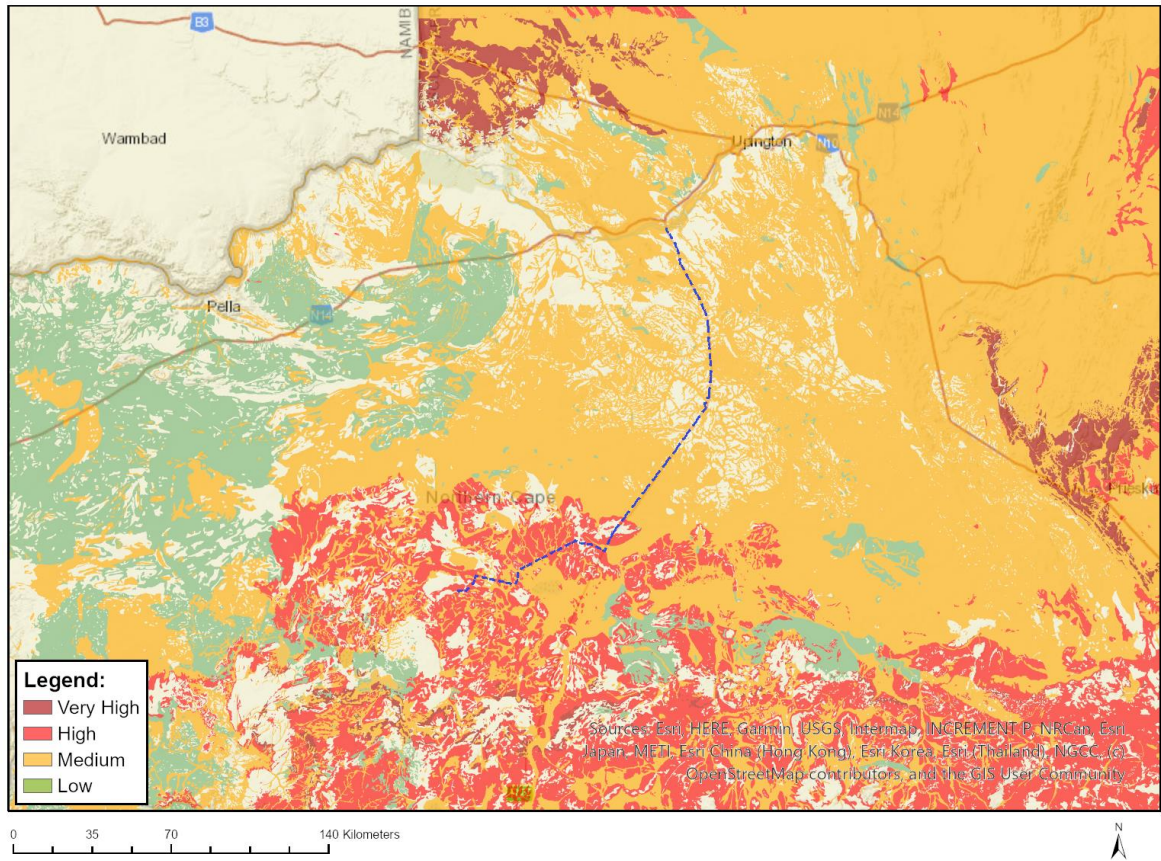 B3
NAMIB
Warmbad
N14
Upington
N10
Pella
N14
Northern Cape
Prieska
Legend:
Very High
High
Medium
Low
Sources: Esri, HERE, Garmin, USGS, Intermap, INCREMENT P, NRCan, Esri
Japan, METI, Esri China (Hong Kong), Esri Korea, Esri (Thailand), NGCC, (c)
OpenStreetMap contributors, and the GIS User Community
0 35 70 140 Kilometers
N